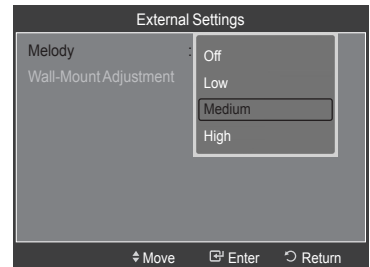 External Settings
Melody :
Off
Low
Medium
High
Wall-Mount Adjustment
Move Enter Return